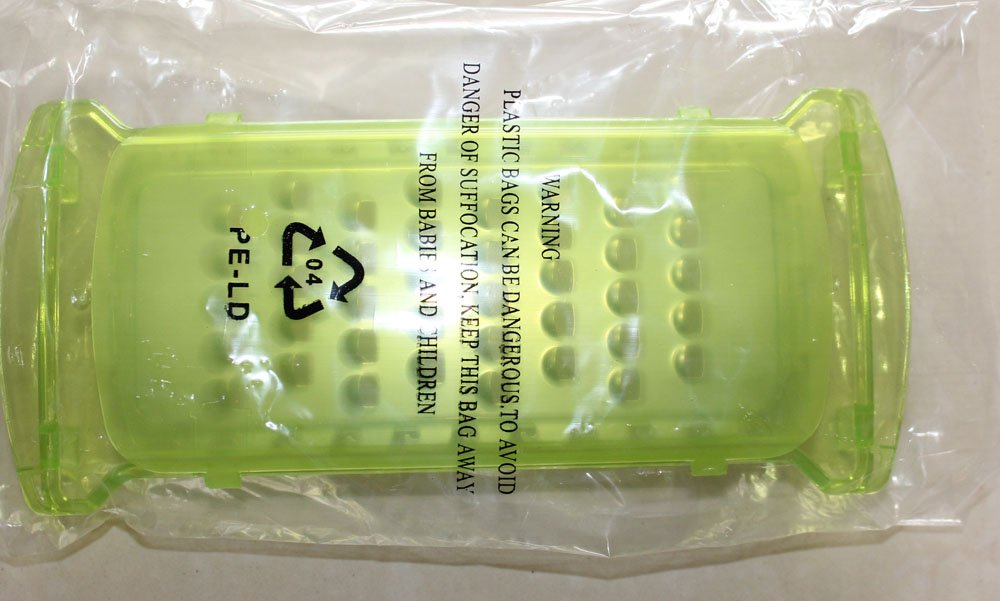 WARNING
PLASTIC BAGS CAN BE DANGEROUS.TO AVOID
DANGER OF SUFFOCATION. KEEP THIS BAG AWAY
FROM BABIES AND CHILDREN
04
PE-LD